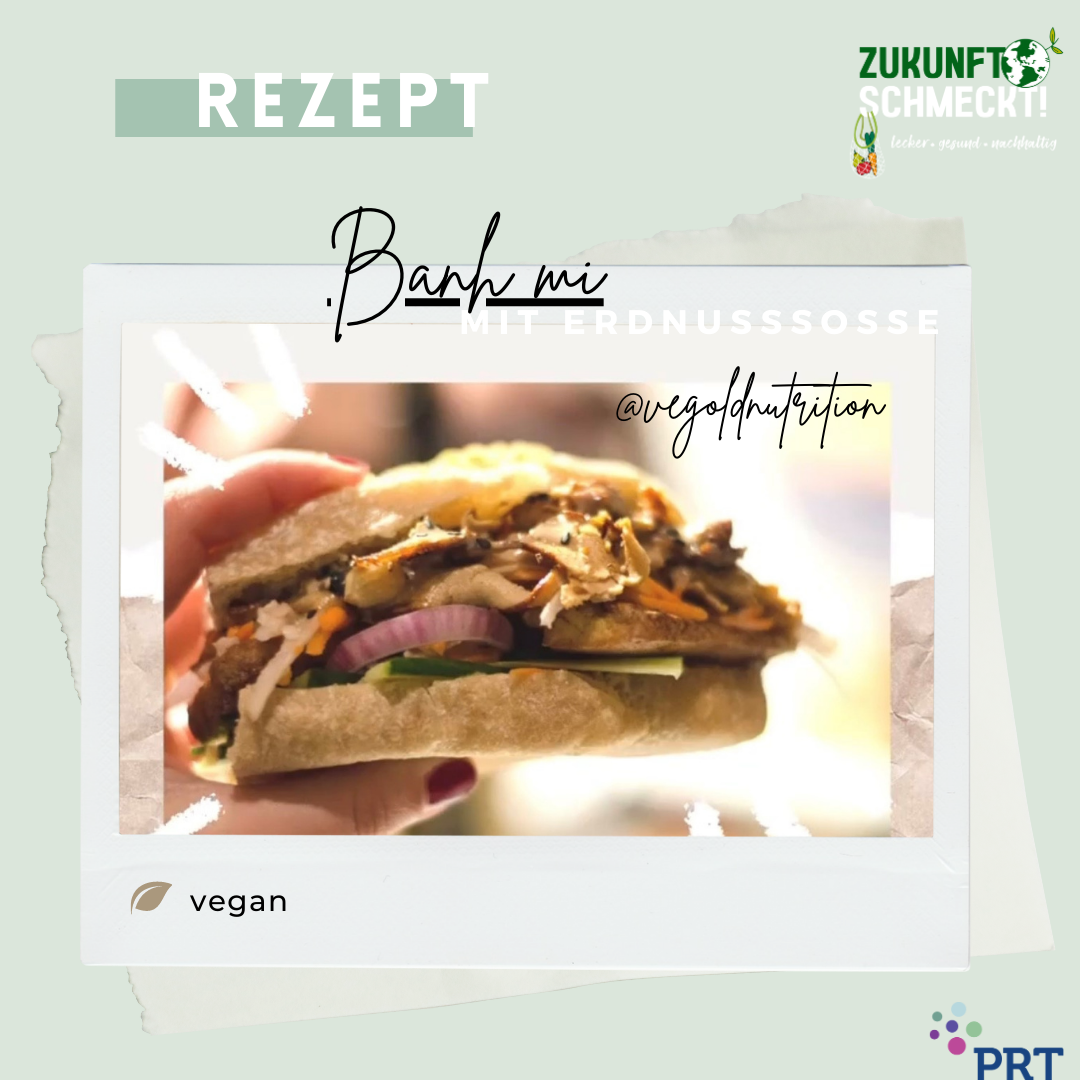 REZEPT
ZUKUNFT
SCHMECKT!
lecker • gesund • nachhaltig
.Banh mi
MIT ERDNUSSSOSSE
@vegoldnutrition
vegan
PRT